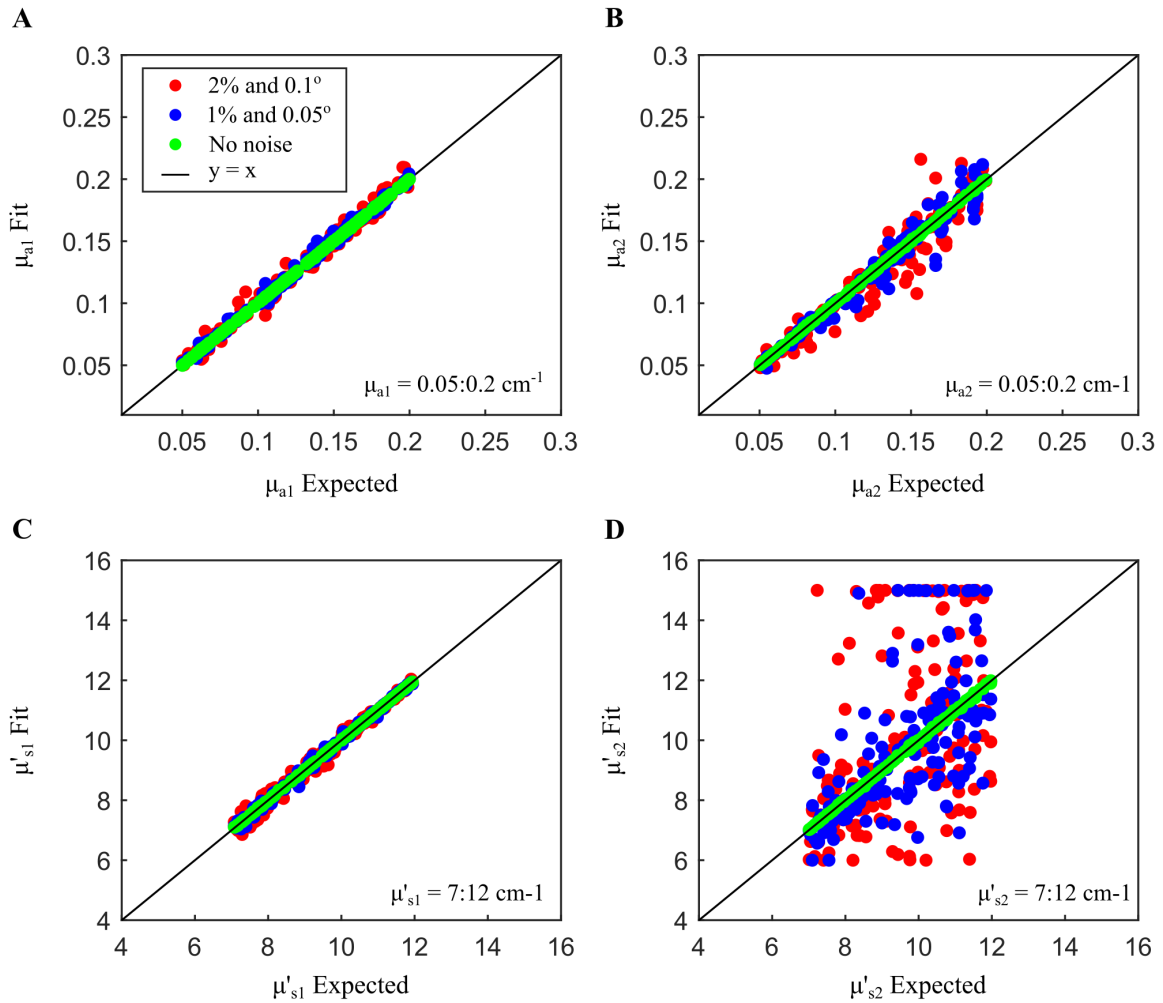 A
0.3
0.25
0.2
0.15
0.1
0.05
μa1 Fit
2% and 0.1°
1% and 0.05°
No noise
y = x
μa1 = 0.05:0.2 cm-1
0.05 0.1 0.15 0.2 0.25 0.3
μa1 Expected
B
0.3
0.25
0.2
0.15
0.1
0.05
μa2 Fit
μa2 = 0.05:0.2 cm-1
0.05 0.1 0.15 0.2 0.25 0.3
μa2 Expected
C
16
14
12
10
8
6
4
μ's1 Fit
μ's1 = 7:12 cm-1
4 6 8 10 12 14 16
μ's1 Expected
D
16
14
12
10
8
6
4
μ's2 Fit
μ's2 = 7:12 cm-1
4 6 8 10 12 14 16
μ's2 Expected